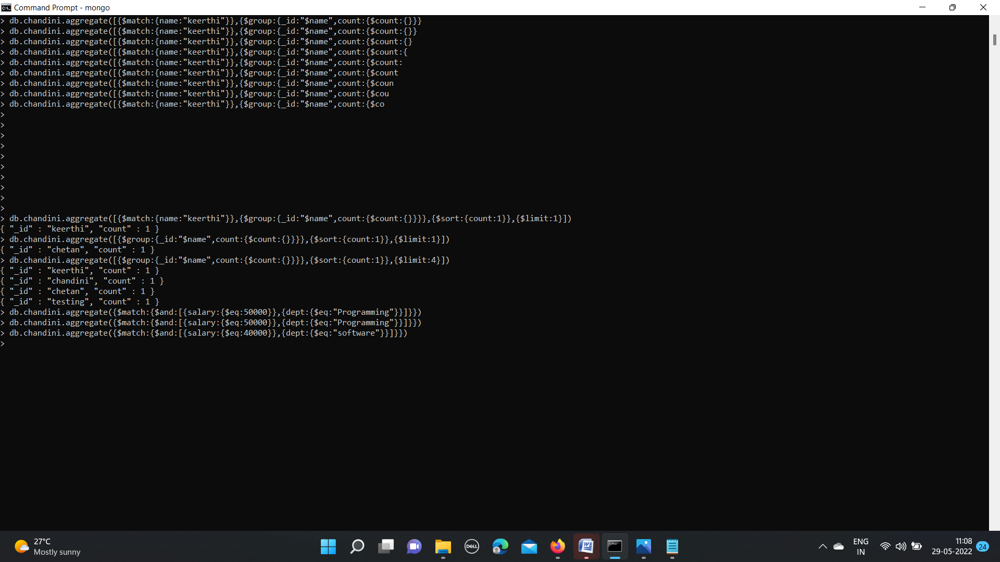 Command Prompt - mongo
> db.chandini.aggregate([{$match:{name:"keerthi"}},{$group:{_id:"$name",count:{$count:{}}}
> db.chandini.aggregate([{$match:{name:"keerthi"}},{$group:{_id:"$name",count:{$count:{}}
> db.chandini.aggregate([{$match:{name:"keerthi"}},{$group:{_id:"$name",count:{$count:{}
> db.chandini.aggregate([{$match:{name:"keerthi"}},{$group:{_id:"$name",count:{$count:{
> db.chandini.aggregate([{$match:{name:"keerthi"}},{$group:{_id:"$name",count:{$count:
> db.chandini.aggregate([{$match:{name:"keerthi"}},{$group:{_id:"$name",count:{$count
> db.chandini.aggregate([{$match:{name:"keerthi"}},{$group:{_id:"$name",count:{$coun
> db.chandini.aggregate([{$match:{name:"keerthi"}},{$group:{_id:"$name",count:{$cou
> db.chandini.aggregate([{$match:{name:"keerthi"}},{$group:{_id:"$name",count:{$co
>
>
>
>
>
>
>
>
>
>
> db.chandini.aggregate([{$match:{name:"keerthi"}},{$group:{_id:"$name",count:{$count:{}}}},{$sort:{count:1}},{$limit:1}])
{ "_id" : "keerthi", "count" : 1 }
> db.chandini.aggregate([{$group:{_id:"$name",count:{$count:{}}}},{$sort:{count:1}},{$limit:1}])
{ "_id" : "chetan", "count" : 1 }
> db.chandini.aggregate([{$group:{_id:"$name",count:{$count:{}}}},{$sort:{count:1}},{$limit:4}])
{ "_id" : "keerthi", "count" : 1 }
{ "_id" : "chandini", "count" : 1 }
{ "_id" : "chetan", "count" : 1 }
{ "_id" : "testing", "count" : 1 }
> db.chandini.aggregate({$match:{$and:[{salary:{$eq:50000}},{dept:{$eq:"Programming"}}]}})
> db.chandini.aggregate({$match:{$and:[{salary:{$eq:50000}},{dept:{$eq:"Programming"}}]}})
> db.chandini.aggregate({$match:{$and:[{salary:{$eq:40000}},{dept:{$eq:"software"}}]}})
>
27°C
Mostly sunny
DELL
ENG
IN
11:08
29-05-2022
24